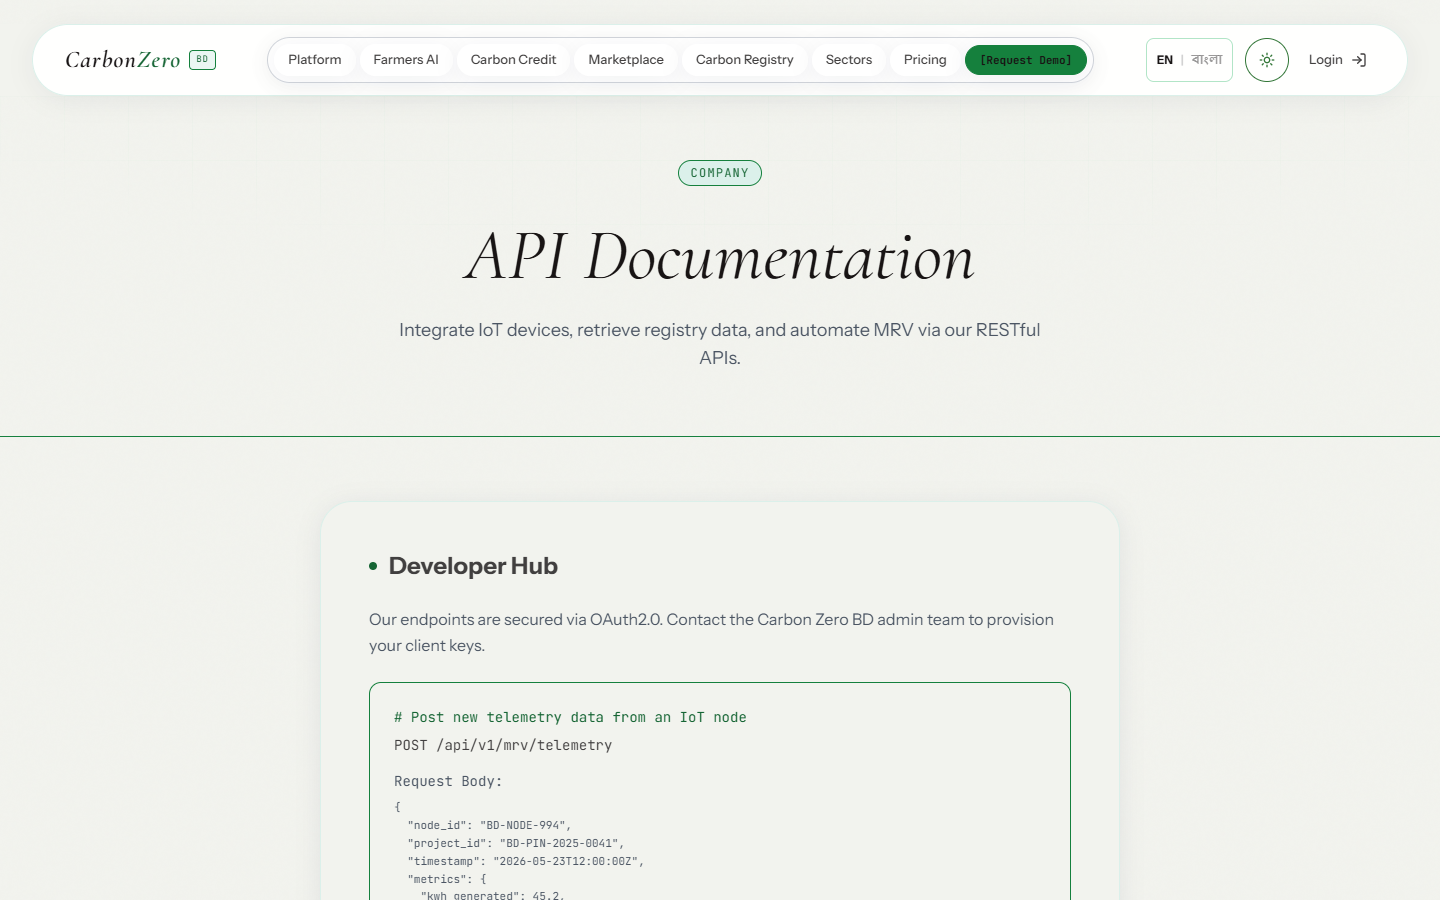 CarbonZero BD
Platform
Farmers AI
Carbon Credit
Marketplace
Carbon Registry
Sectors
Pricing
[Request Demo]
EN | বাংলা
Login
COMPANY
API Documentation
Integrate IoT devices, retrieve registry data, and automate MRV via our RESTful
APIs.
Developer Hub
Our endpoints are secured via OAuth2.0. Contact the Carbon Zero BD admin team to provision
your client keys.
# Post new telemetry data from an IoT node
POST /api/v1/mrv/telemetry
Request Body:
{
"node_id": "BD-NODE-994",
"project_id": "BD-PIN-2025-0041",
"timestamp": "2026-05-23T12:00:00Z",
"metrics": {
"kwh_generated": 45.2,